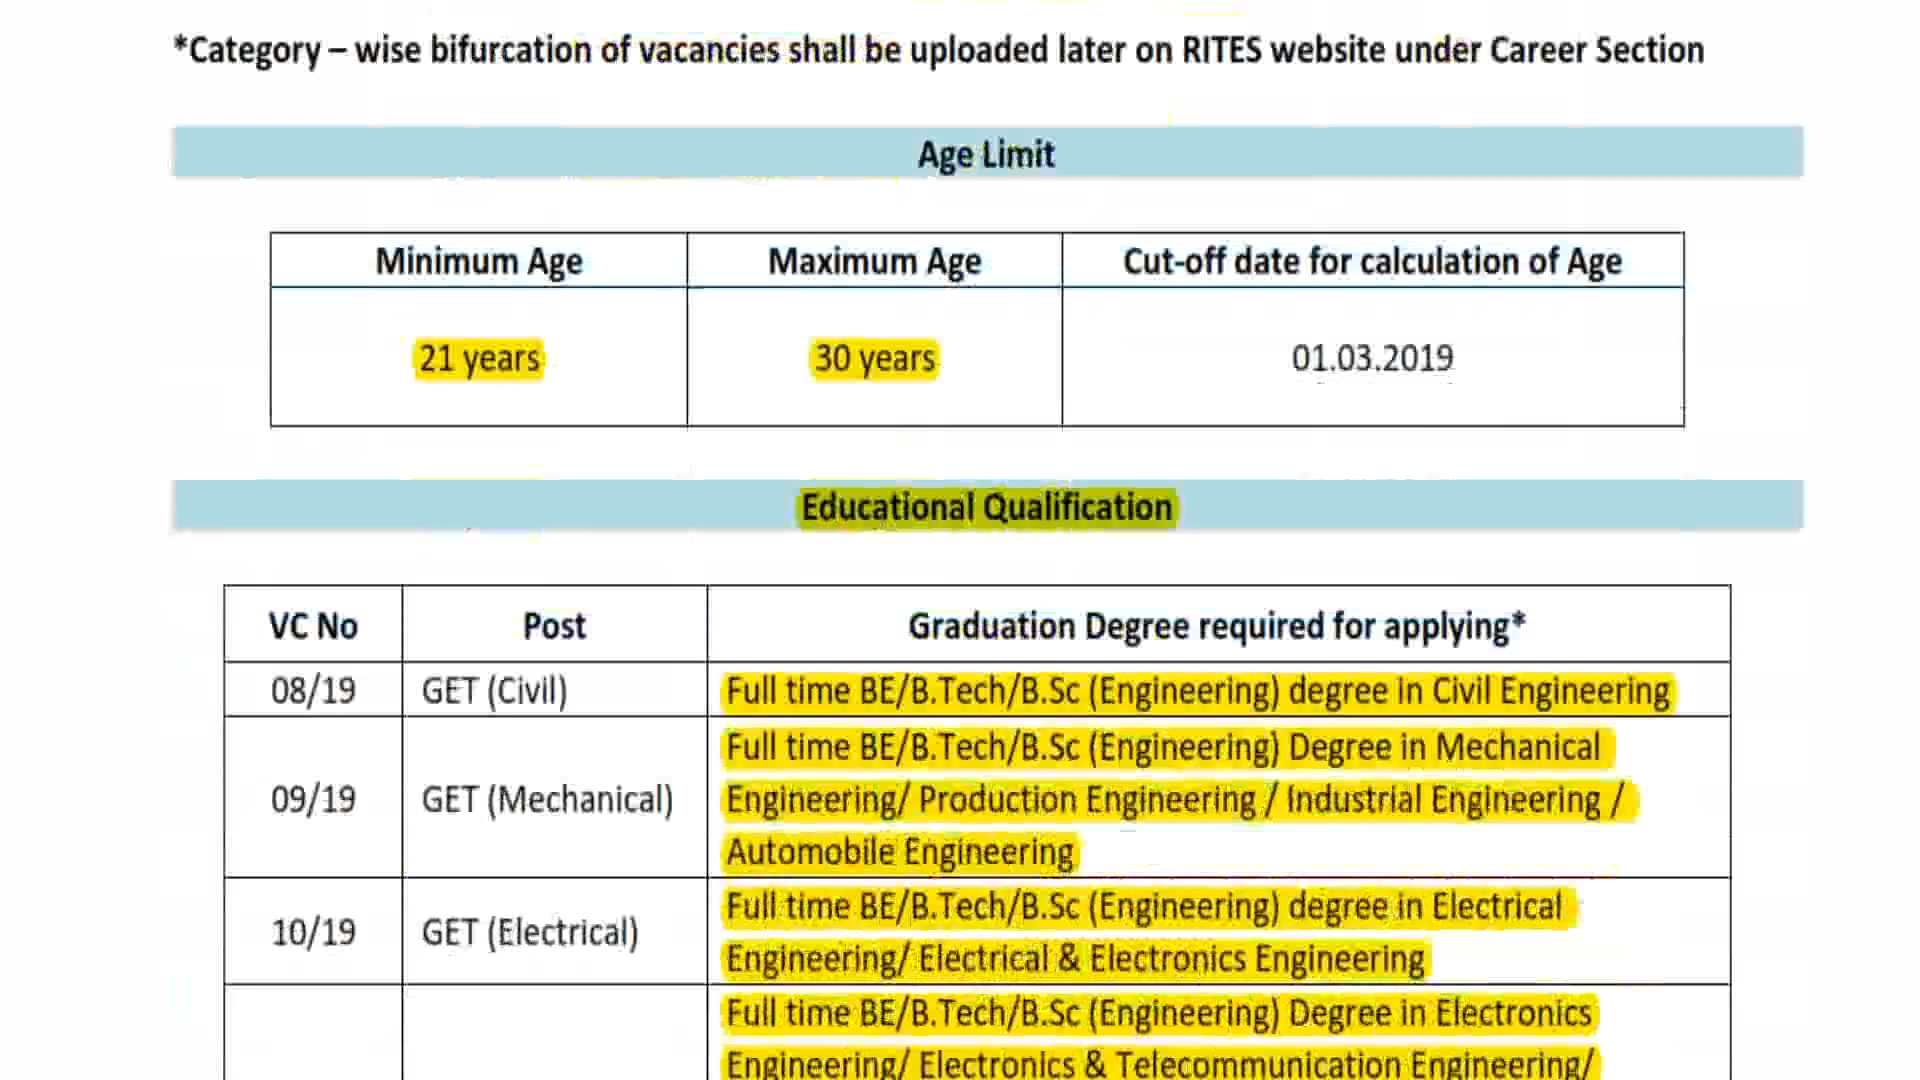 *Category – wise bifurcation of vacancies shall be uploaded later on RITES website under Career Section
Age Limit
Minimum Age Maximum Age Cut-off date for calculation of Age
21 years 30 years 01.03.2019
Educational Qualification
VC No Post Graduation Degree required for applying*
08/19 GET (Civil) Full time BE/B.Tech/B.Sc (Engineering) degree in Civil Engineering
09/19 GET (Mechanical) Full time BE/B.Tech/B.Sc (Engineering) Degree in Mechanical
Engineering/ Production Engineering / Industrial Engineering /
Automobile Engineering
10/19 GET (Electrical) Full time BE/B.Tech/B.Sc (Engineering) degree in Electrical
Engineering/ Electrical & Electronics Engineering
Full time BE/B.Tech/B.Sc (Engineering) Degree in Electronics
Engineering/ Electronics & Telecommunication Engineering/